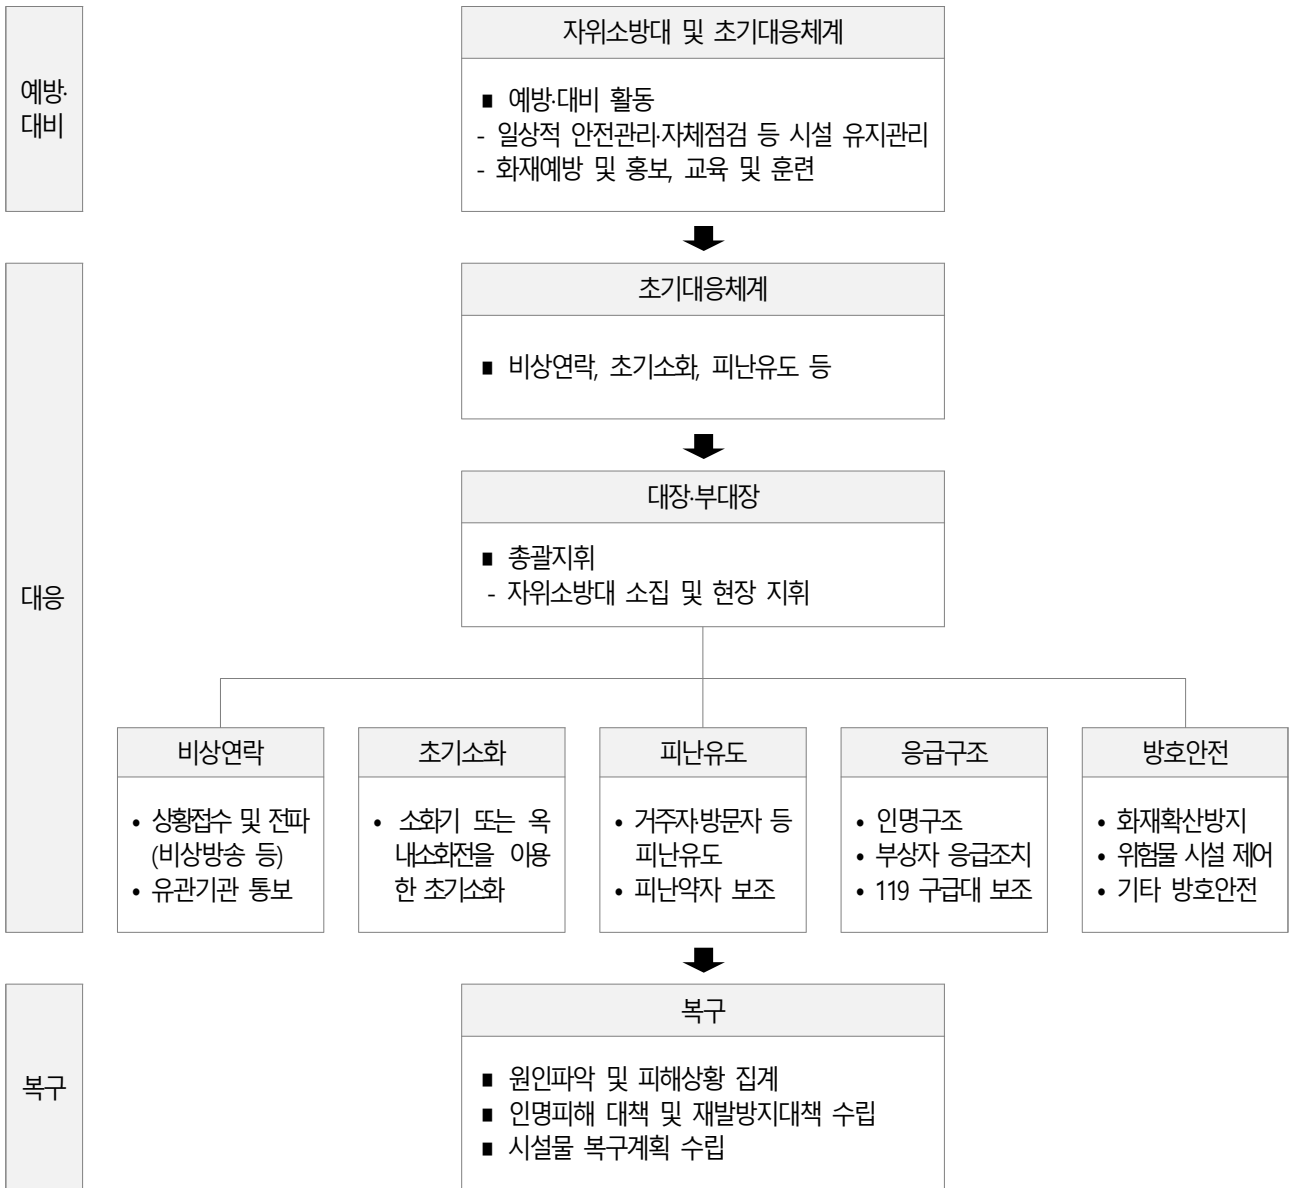 예방·
대비
자위소방대 및 초기대응체계
■ 예방·대비 활동
- 일상적 안전관리·자체점검 등 시설 유지관리
- 화재예방 및 홍보, 교육 및 훈련
대응
초기대응체계
■ 비상연락, 초기소화, 피난유도 등
대장·부대장
■ 총괄지휘
- 자위소방대 소집 및 현장 지휘
비상연락
• 상황접수 및 전파
(비상방송 등)
• 유관기관 통보
초기소화
• 소화기 또는 옥
내소화전을 이용
한 초기소화
피난유도
• 거주자·방문자 등
피난유도
• 피난약자 보조
응급구조
• 인명구조
• 부상자 응급조치
• 119 구급대 보조
방호안전
• 화재확산방지
• 위험물 시설 제어
• 기타 방호안전
복구
복구
■ 원인파악 및 피해상황 집계
■ 인명피해 대책 및 재발방지대책 수립
■ 시설물 복구계획 수립